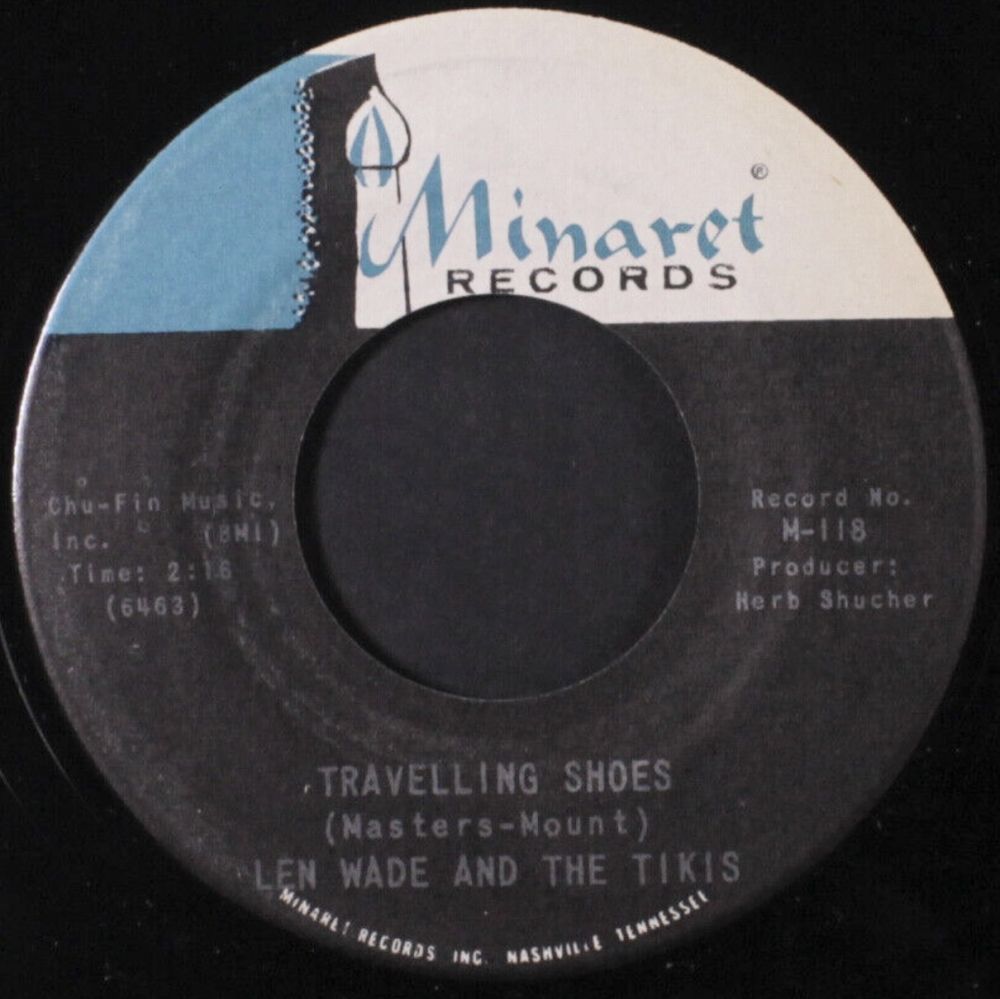 Minaret ®
RECORDS
Chu-Fin Music,
Inc. (BMI)
Time: 2:16
(6463)
Record No.
M-118
Producer:
Herb Shucher
TRAVELLING SHOES
(Masters-Mount)
LEN WADE AND THE TIKIS
MINARET RECORDS INC. NASHVILLE TENNESSEE